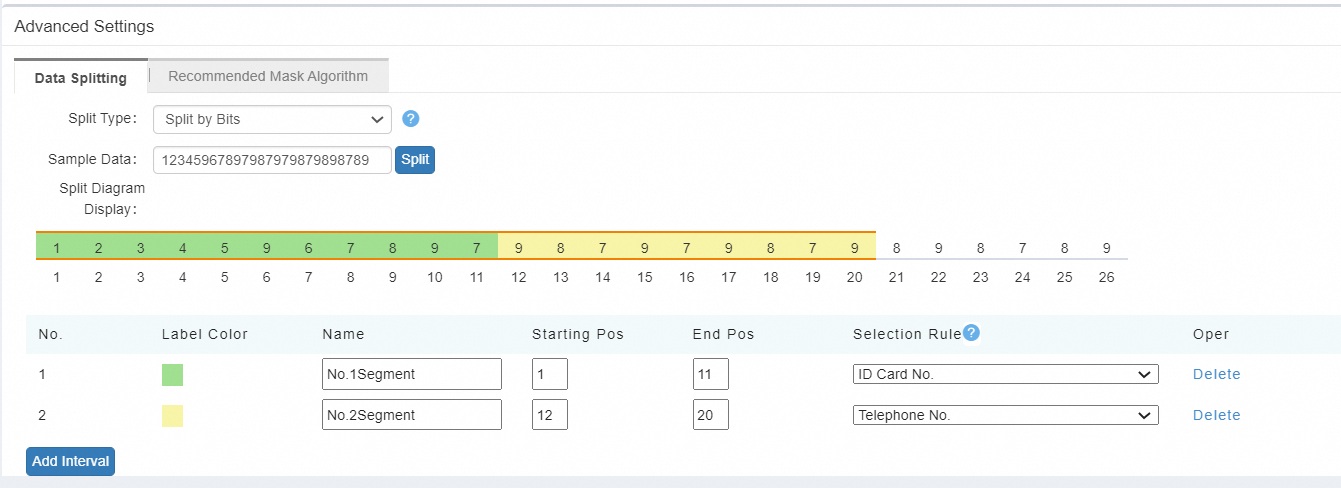 Advanced Settings
Data Splitting Recommended Mask Algorithm
Split Type: Split by Bits ?
Sample Data: 12345967897987979879898789 Split
Split Diagram
Display:
1 2 3 4 5 9 6 7 8 9 7 9 8 7 9 7 9 8 7 9 8 9 8 7 8 9
1 2 3 4 5 6 7 8 9 10 11 12 13 14 15 16 17 18 19 20 21 22 23 24 25 26
No. Label Color Name Starting Pos End Pos Selection Rule ? Oper
1 No.1Segment 1 11 ID Card No. Delete
2 No.2Segment 12 20 Telephone No. Delete
Add Interval